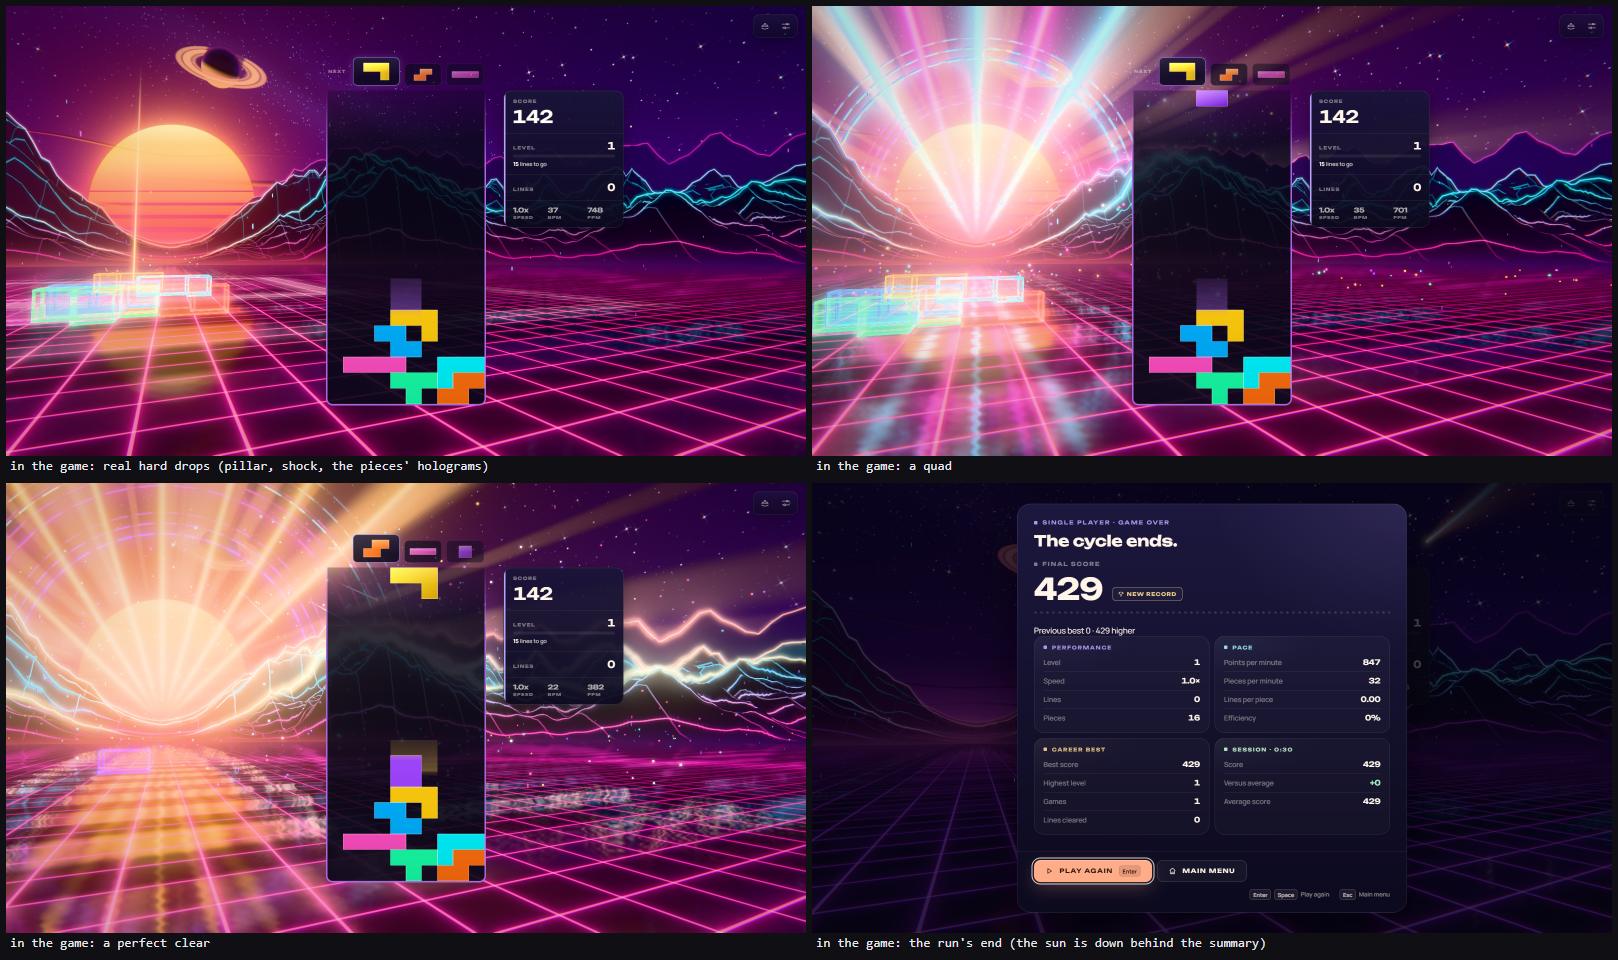 NEXT
SCORE
142
LEVEL 1
15 lines to go
LINES 0
1.0x 37 748
SPEED BPM PPM
in the game: real hard drops (pillar, shock, the pieces' holograms)
NEXT
SCORE
142
LEVEL 1
15 lines to go
LINES 0
1.0x 35 701
SPEED BPM PPM
in the game: a quad
SCORE
142
LEVEL 1
15 lines to go
LINES 0
1.0x 22 382
SPEED BPM PPM
in the game: a perfect clear
SINGLE PLAYER · GAME OVER
The cycle ends.
FINAL SCORE
429 NEW RECORD
Previous best 0 · 429 higher
PERFORMANCE
Level 1
Speed 1.0×
Lines 0
Pieces 16
PACE
Points per minute 847
Pieces per minute 32
Lines per piece 0.00
Efficiency 0%
CAREER BEST
Best score 429
Highest level 1
Games 1
Lines cleared 0
SESSION · 0:30
Score 429
Versus average +0
Average score 429
1
0
PLAY AGAIN Enter MAIN MENU
Enter Space Play again Esc Main menu
in the game: the run's end (the sun is down behind the summary)